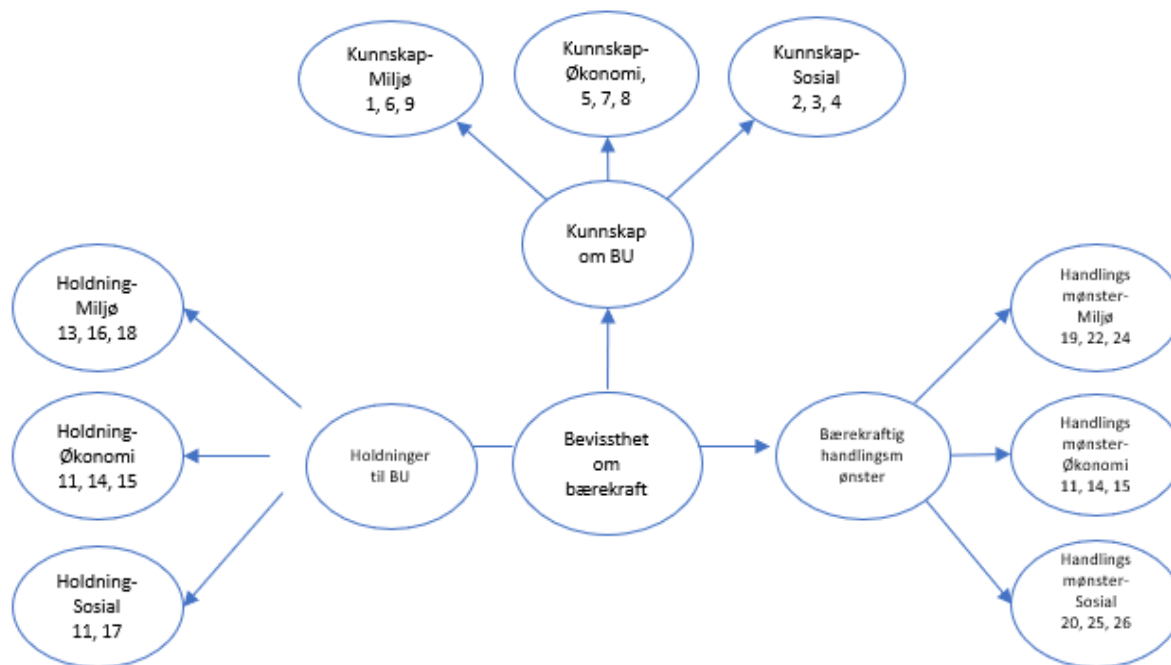 Kunnskap-
Miljø
1, 6, 9
Kunnskap-
Økonomi,
5, 7, 8
Kunnskap-
Sosial
2, 3, 4
Kunnskap
om BU
Holdning-
Miljø
13, 16, 18
Holdning-
Økonomi
11, 14, 15
Holdning-
Sosial
11, 17
Holdninger
til BU
Bevissthet
om
bærekraft
Bærekraftig
handlingsm
ønster
Handlings
mønster-
Miljø
19, 22, 24
Handlings
mønster-
Økonomi
11, 14, 15
Handlings
mønster-
Sosial
20, 25, 26